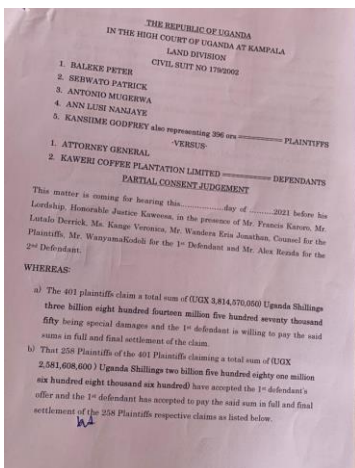 THE REPUBLIC OF UGANDA
IN THE HIGH COURT OF UGANDA AT KAMPALA
LAND DIVISION
CIVIL SUIT NO 179/2002
1. BALEKE PETER
2. SEBWATO PATRICK
3. ANTONIO MUGERWA
4. ANN LUSI NANJAYE
5. KANSIIME GODFREY also representing 396 ors ============ PLAINTIFFS
-VERSUS-
1. ATTORNEY GENERAL
2. KAWERI COFFEE PLANTATION LIMITED ============ DEFENDANTS
PARTIAL CONSENT JUDGEMENT
This matter is coming for hearing this...............day of ..........2021 before his
Lordship, Honorable Justice Kaweesa, in the presence of Mr. Francis Karoro, Mr.
Lutalo Derrick, Ms. Kange Veronica, Mr. Wandera Eria Jonathan, Counsel for the
Plaintiffs, Mr. WanyamaKodoli for the 1st Defendant and Mr. Alex Rezida for the
2nd Defendant.
WHEREAS:
a) The 401 plaintiffs claim a total sum of (UGX 3,814,570,050) Uganda Shillings
three billion eight hundred fourteen million five hundred seventy thousand
fifty being special damages and the 1st defendant is willing to pay the said
sums in full and final settlement of the claim.
b) That 258 Plaintiffs of the 401 Plaintiffs claiming a total sum of (UGX
2,581,608,600 ) Uganda Shillings two billion five hundred eighty one million
six hundred eight thousand six hundred) have accepted the 1st defendant's
offer and the 1st defendant has accepted to pay the said sum in full and final
settlement of the 258 Plaintiffs respective claims as listed below.